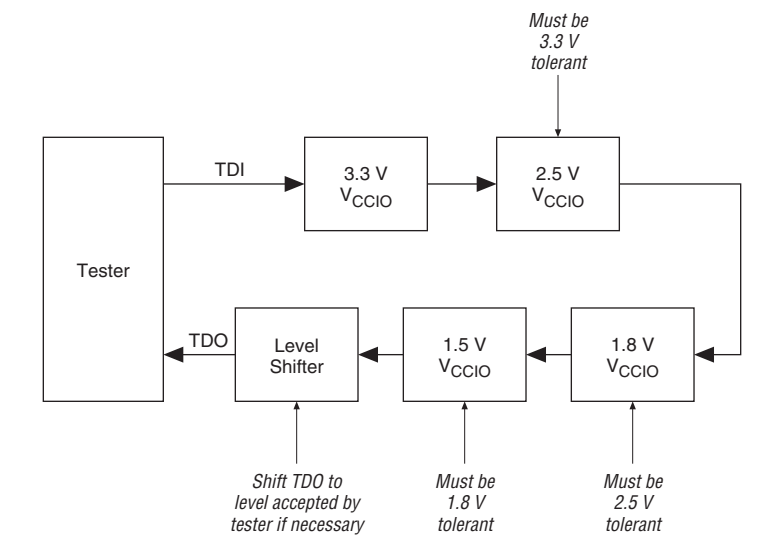 Must be
3.3 V
tolerant
TDI
3.3 V
VCCIO
2.5 V
VCCIO
Tester
TDO
Level
Shifter
1.5 V
VCCIO
1.8 V
VCCIO
Shift TDO to
level accepted by
tester if necessary
Must be
1.8 V
tolerant
Must be
2.5 V
tolerant